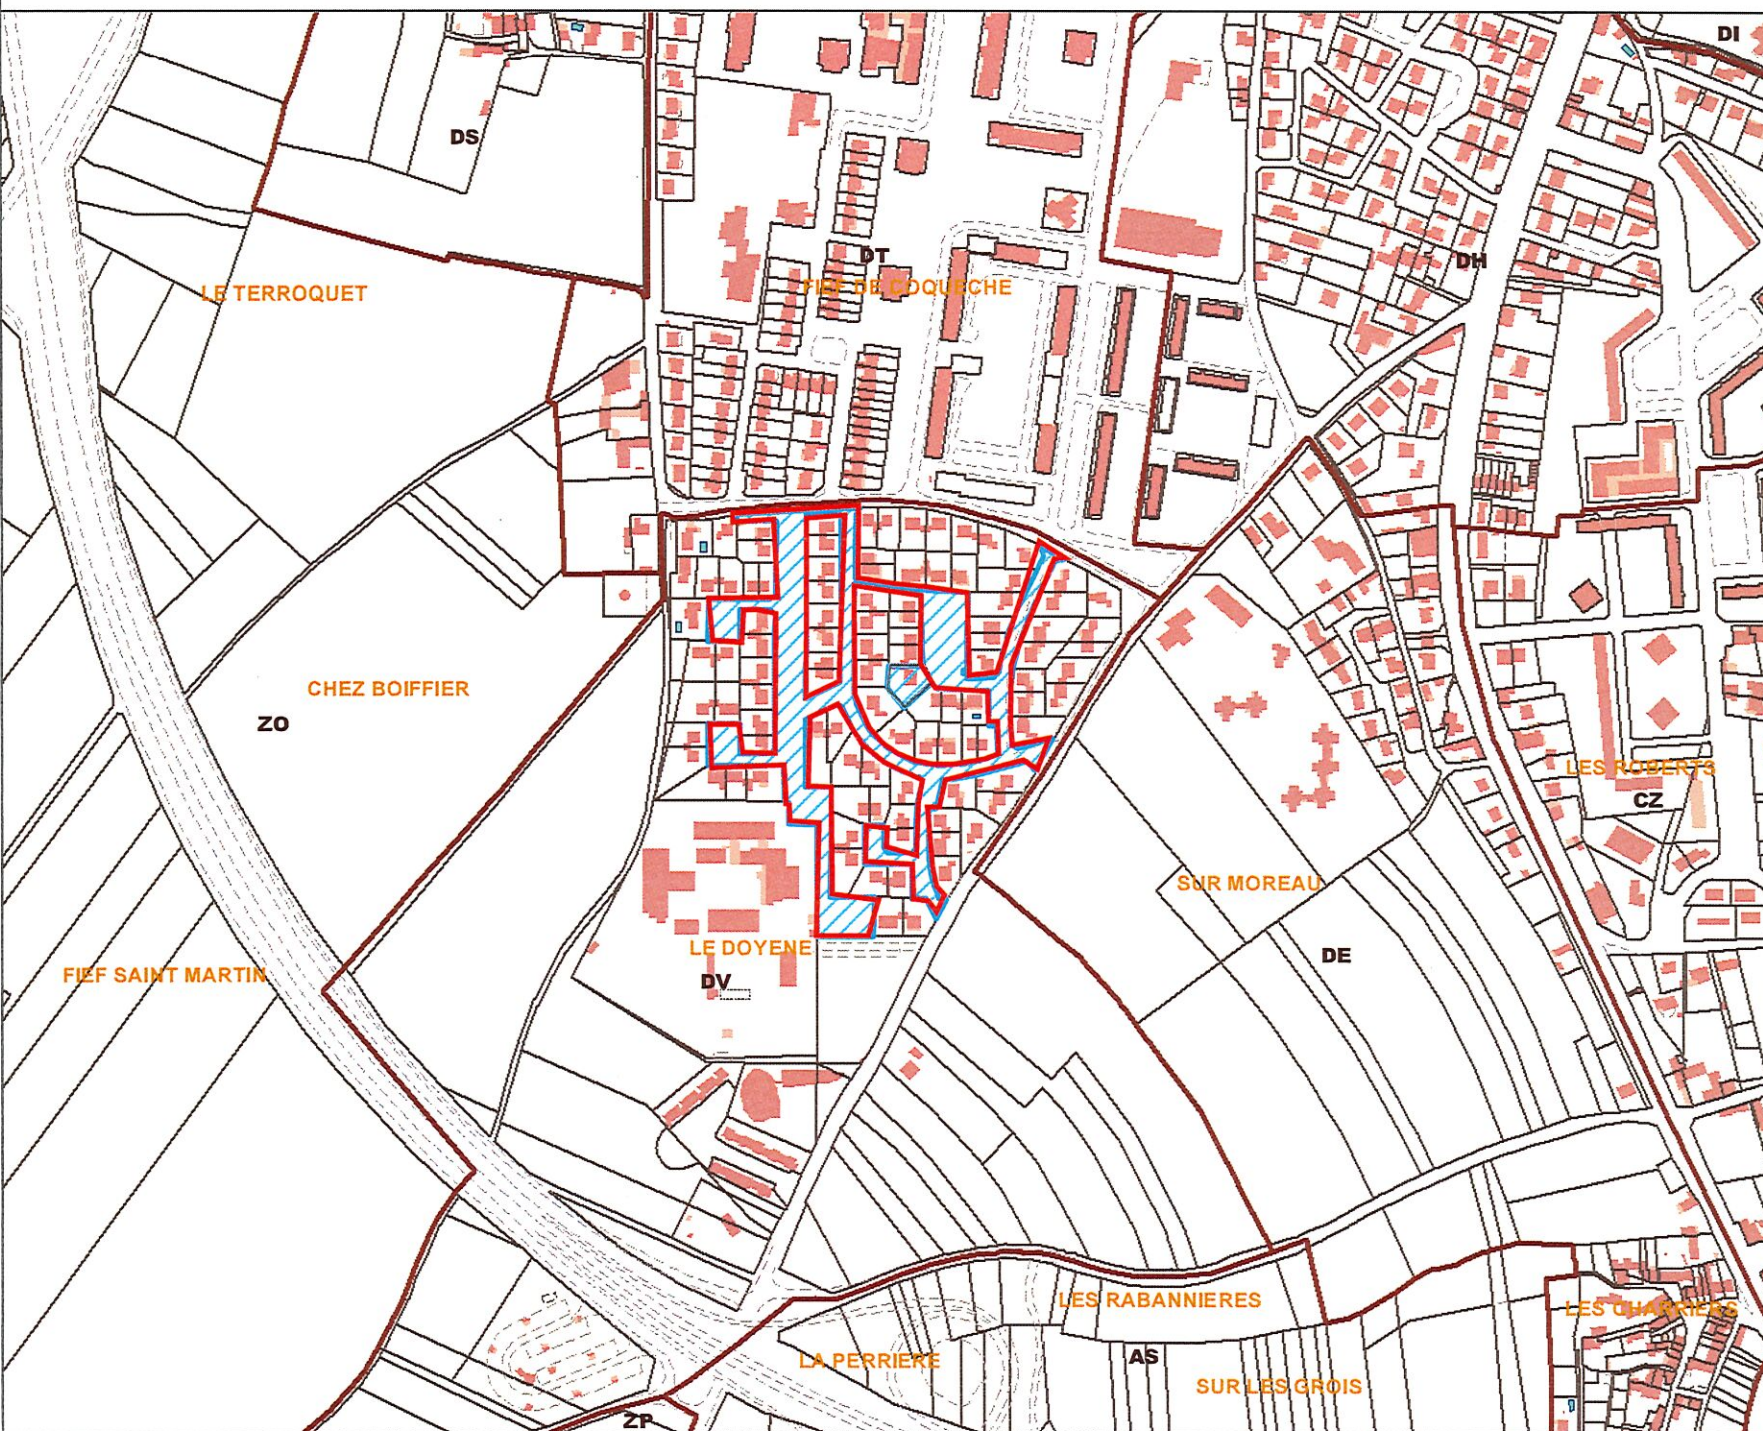 DI
DS
DT
DH
LE TERROQUET
FIEF DE COQUECHE
CHEZ BOIFFIER
ZO
LES ROBERTS
CZ
SUR MOREAU
LE DOYENE
DE
FIEF SAINT MARTIN
DV
LES RABANNIERES
LES CHARRIERS
LA PERRIERE
AS
SUR LES GROIS
ZP